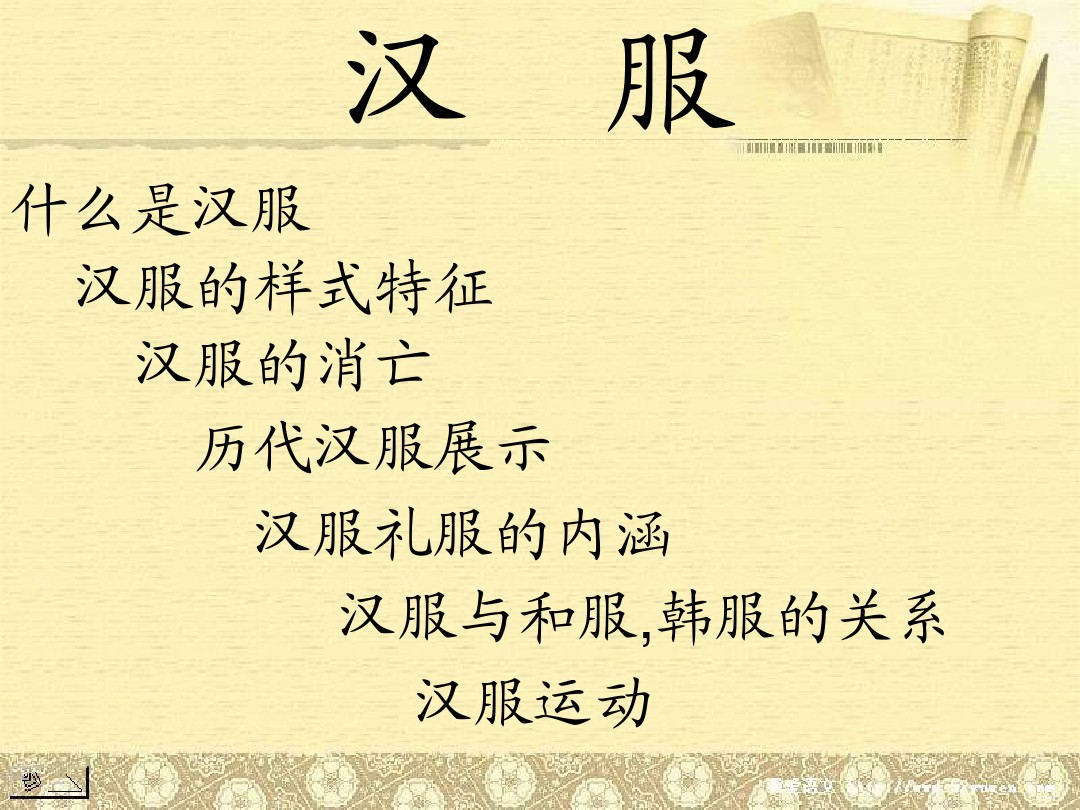 汉 服
什么是汉服
汉服的样式特征
汉服的消亡
历代汉服展示
汉服礼服的内涵
汉服与和服,韩服的关系
汉服运动